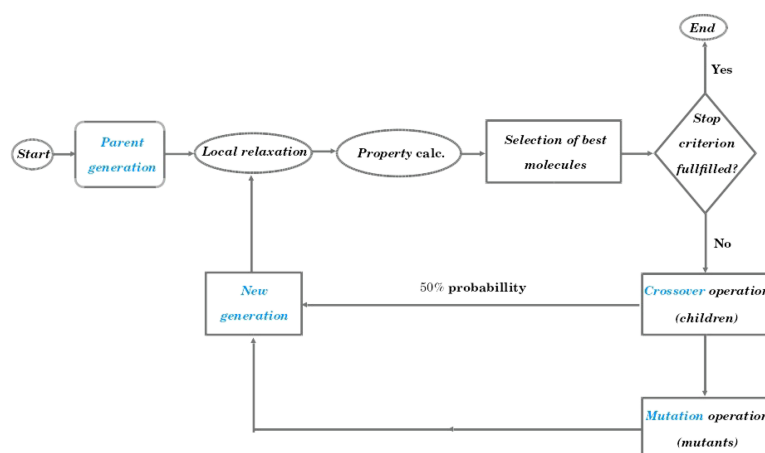 End
Yes
Start
Parent
generation
Local relaxation
Property calc.
Selection of best
molecules
Stop
criterion
fullfilled?
No
New
generation
50% probabillity
Crossover operation
(children)
Mutation operation
(mutants)